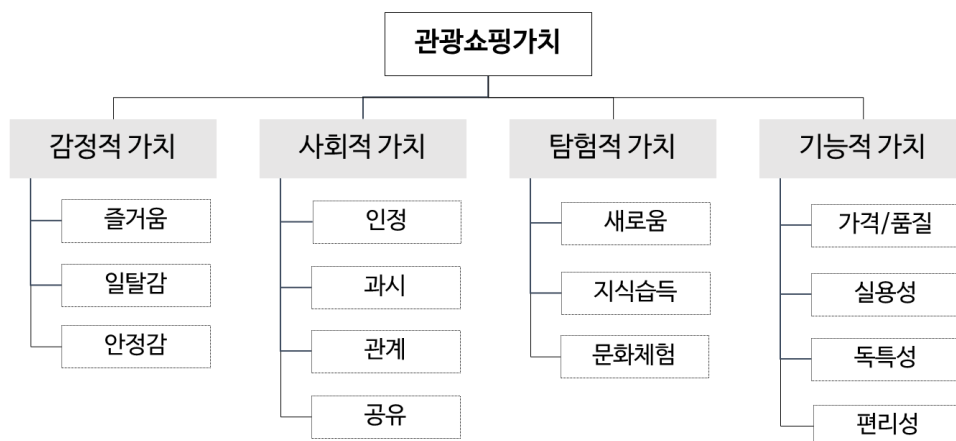 관광쇼핑가치
감정적 가치
즐거움
일탈감
안정감
사회적 가치
인정
과시
관계
공유
탐험적 가치
새로움
지식습득
문화체험
기능적 가치
가격/품질
실용성
독특성
편리성